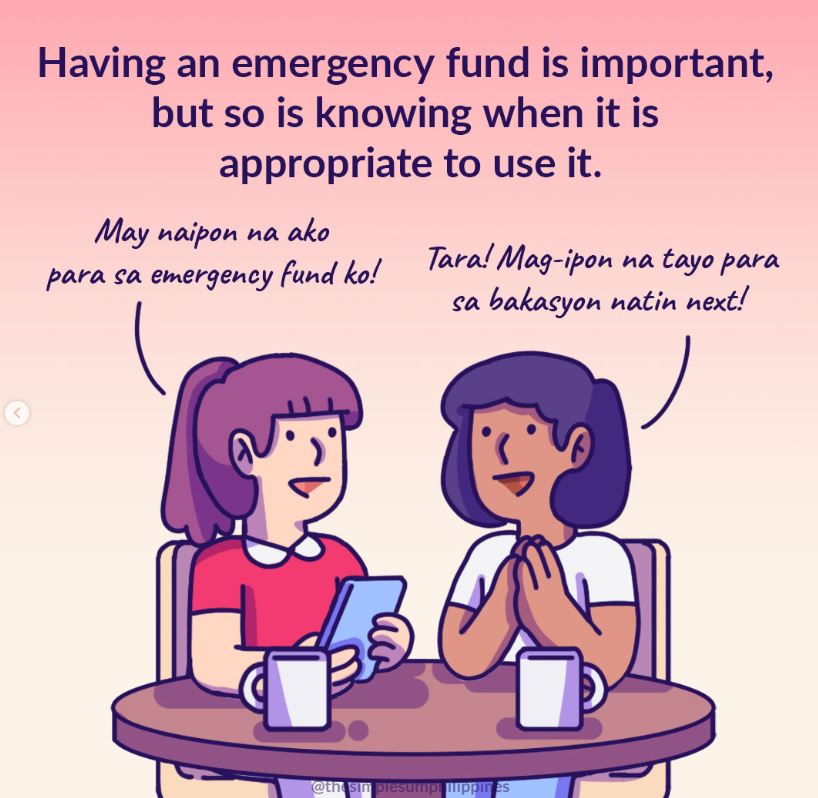 Having an emergency fund is important,
but so is knowing when it is
appropriate to use it.
May naipon na ako
para sa emergency fund ko!
Tara! Mag-ipon na tayo para
sa bakasyon natin next!
@thesimplesumphilippines